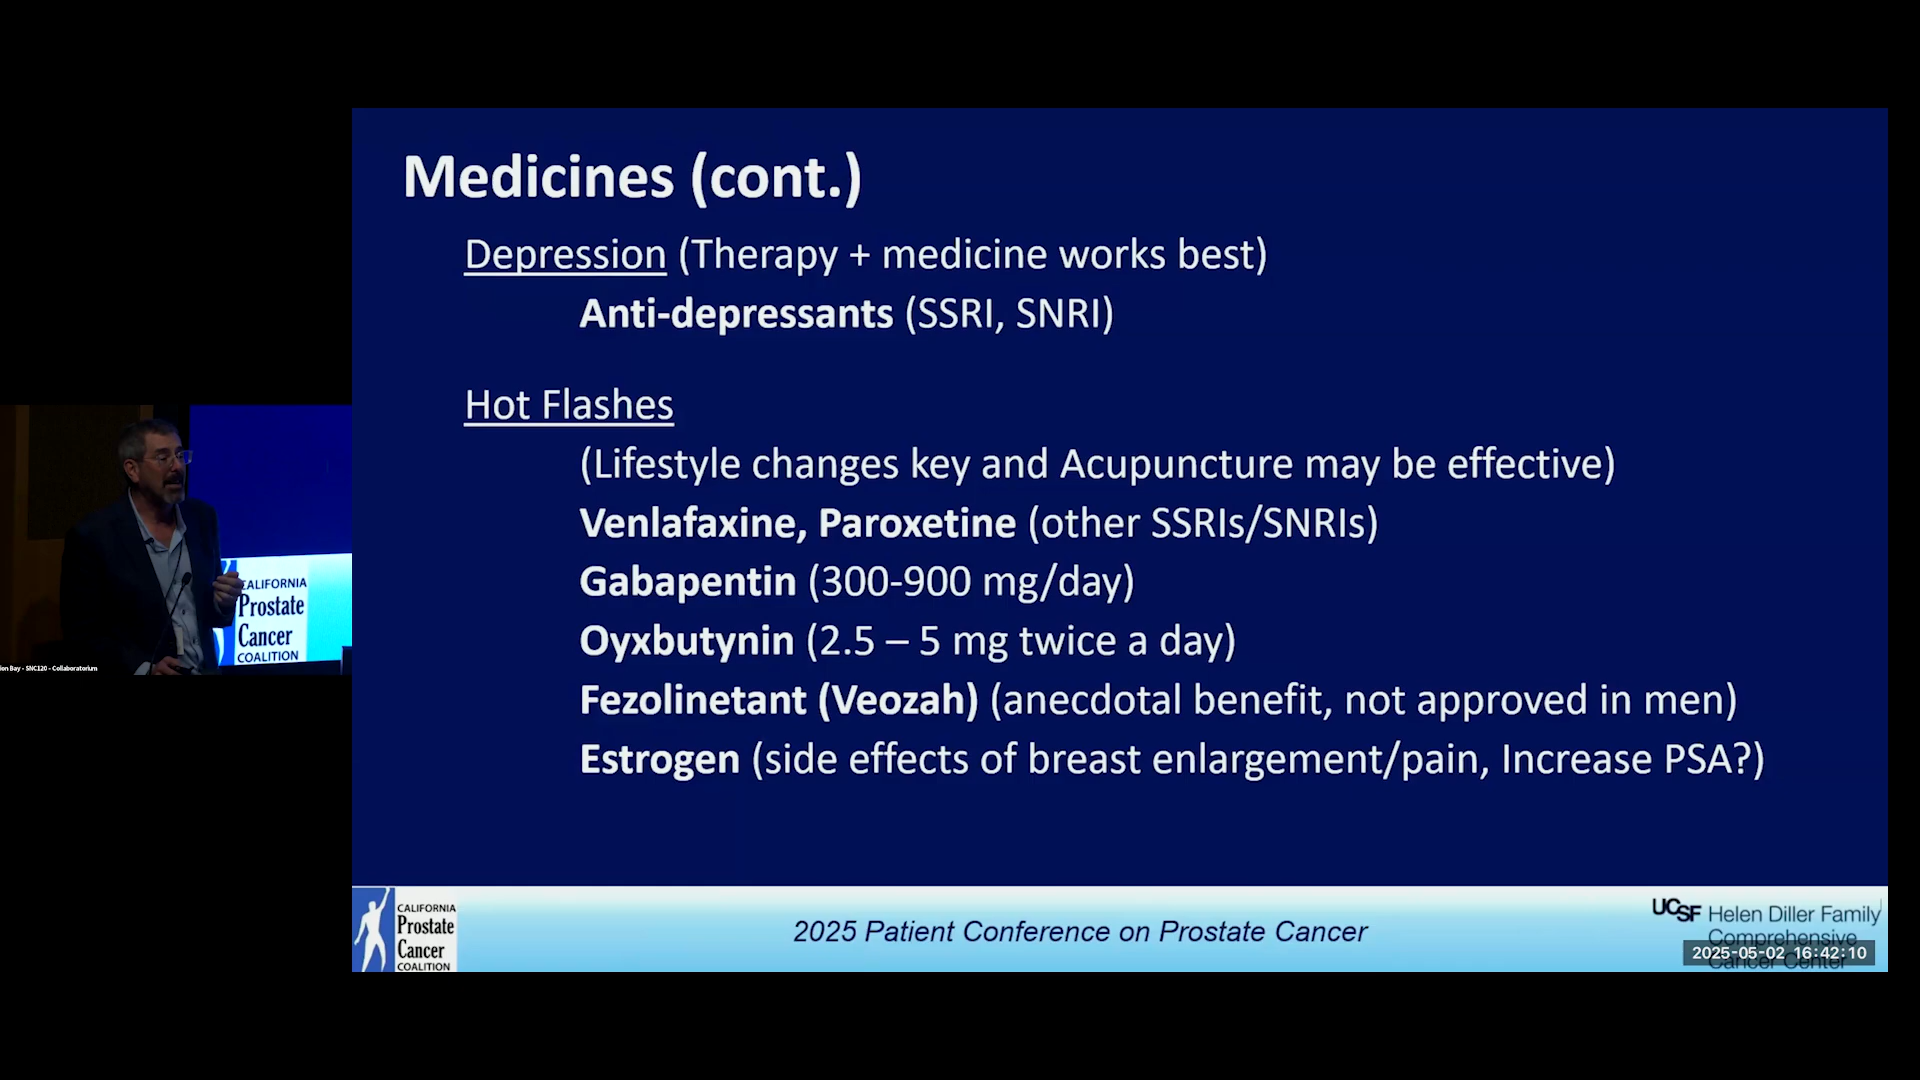 Medicines (cont.)
Depression (Therapy + medicine works best)
Anti-depressants (SSRI, SNRI)
Hot Flashes
(Lifestyle changes key and Acupuncture may be effective)
Venlafaxine, Paroxetine (other SSRIs/SNRIs)
Gabapentin (300-900 mg/day)
Oyxbutynin (2.5 – 5 mg twice a day)
Fezolinetant (Veozah) (anecdotal benefit, not approved in men)
Estrogen (side effects of breast enlargement/pain, Increase PSA?)
CALIFORNIA
Prostate
Cancer
COALITION
ion Bay - SNC120 - Collaboratorium
CALIFORNIA
Prostate
Cancer
COALITION
2025 Patient Conference on Prostate Cancer
UCSF Helen Diller Family
Comprehensive
Cancer Center
2025-05-02 16:42:10